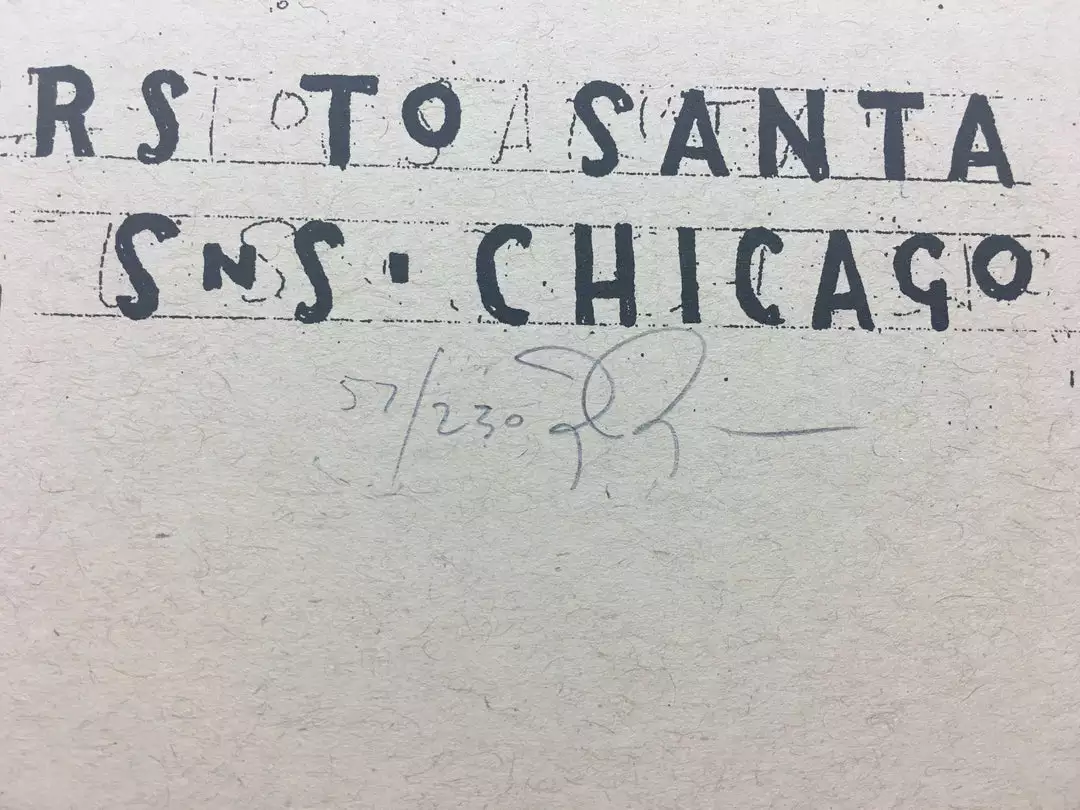 RS TO SANTA
SNS · CHICAGO
57/230